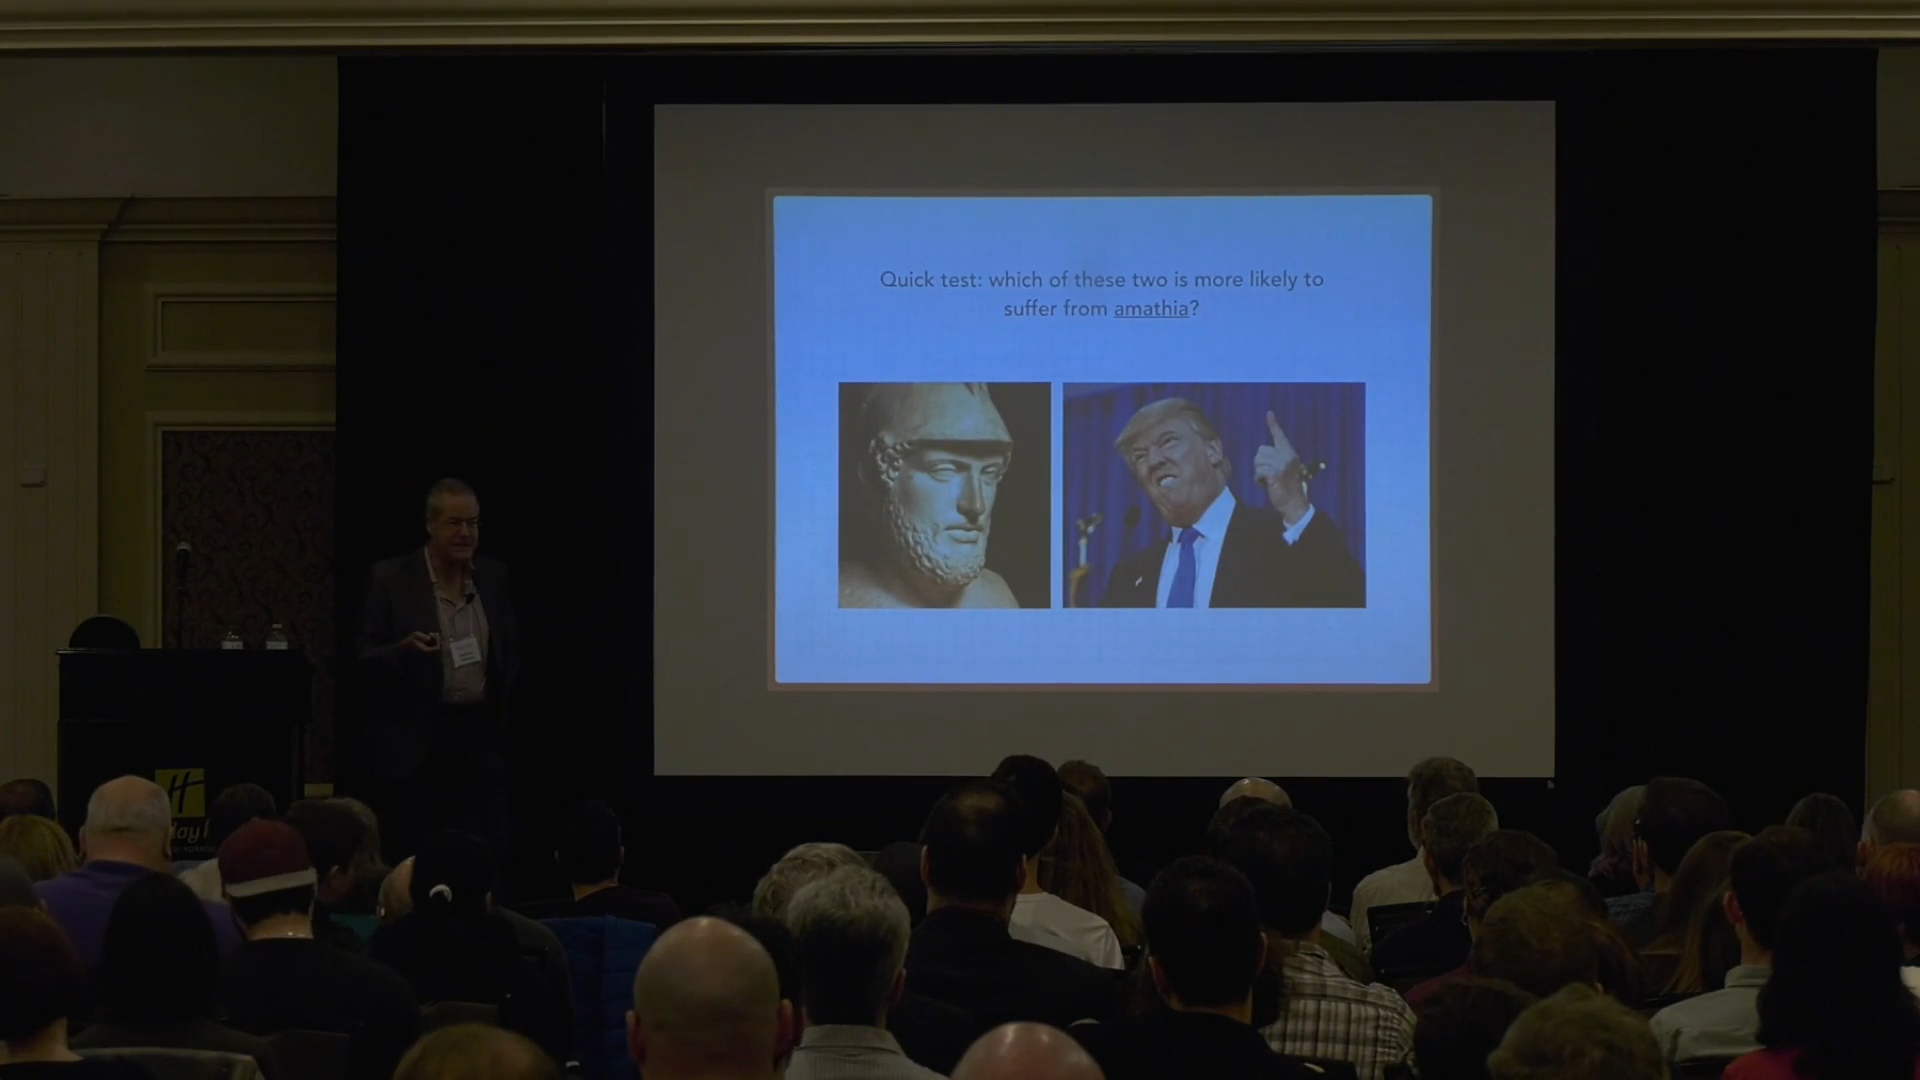 Quick test: which of these two is more likely to
suffer from amathia?
H